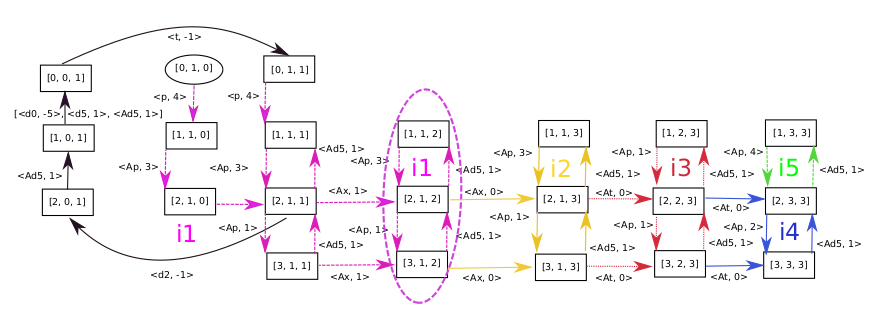 <t, -1>
[0, 0, 1]
[0, 1, 0]
[0, 1, 1]
<p, 4>
<p, 4>
[<d0, -5>, <d5, 1>, <Ad5, 1>]
[1, 0, 1]
[1, 1, 0]
[1, 1, 1]
[1, 1, 2]
[1, 1, 3]
[1, 2, 3]
[1, 3, 3]
<Ad5, 1>
<Ap, 3>
<Ap, 3>
<Ap, 3>
<Ap, 3>
<Ap, 1>
<Ap, 4>
i1
i2
i3
i5
<Ad5, 1>
<Ad5, 1>
<Ad5, 1>
<Ad5, 1>
<Ad5, 1>
[2, 0, 1]
[2, 1, 0]
[2, 1, 1]
<Ax, 1>
[2, 1, 2]
<Ax, 0>
[2, 1, 3]
<At, 0>
[2, 2, 3]
<At, 0>
[2, 3, 3]
i1
<Ap, 1>
<Ad5, 1>
<Ap, 1>
<Ad5, 1>
<Ap, 1>
<Ad5, 1>
<Ap, 1>
<Ad5, 1>
<Ap, 2>
i4
<Ad5, 1>
<d2, -1>
[3, 1, 1]
<Ax, 1>
[3, 1, 2]
<Ax, 0>
[3, 1, 3]
<At, 0>
[3, 2, 3]
<At, 0>
[3, 3, 3]